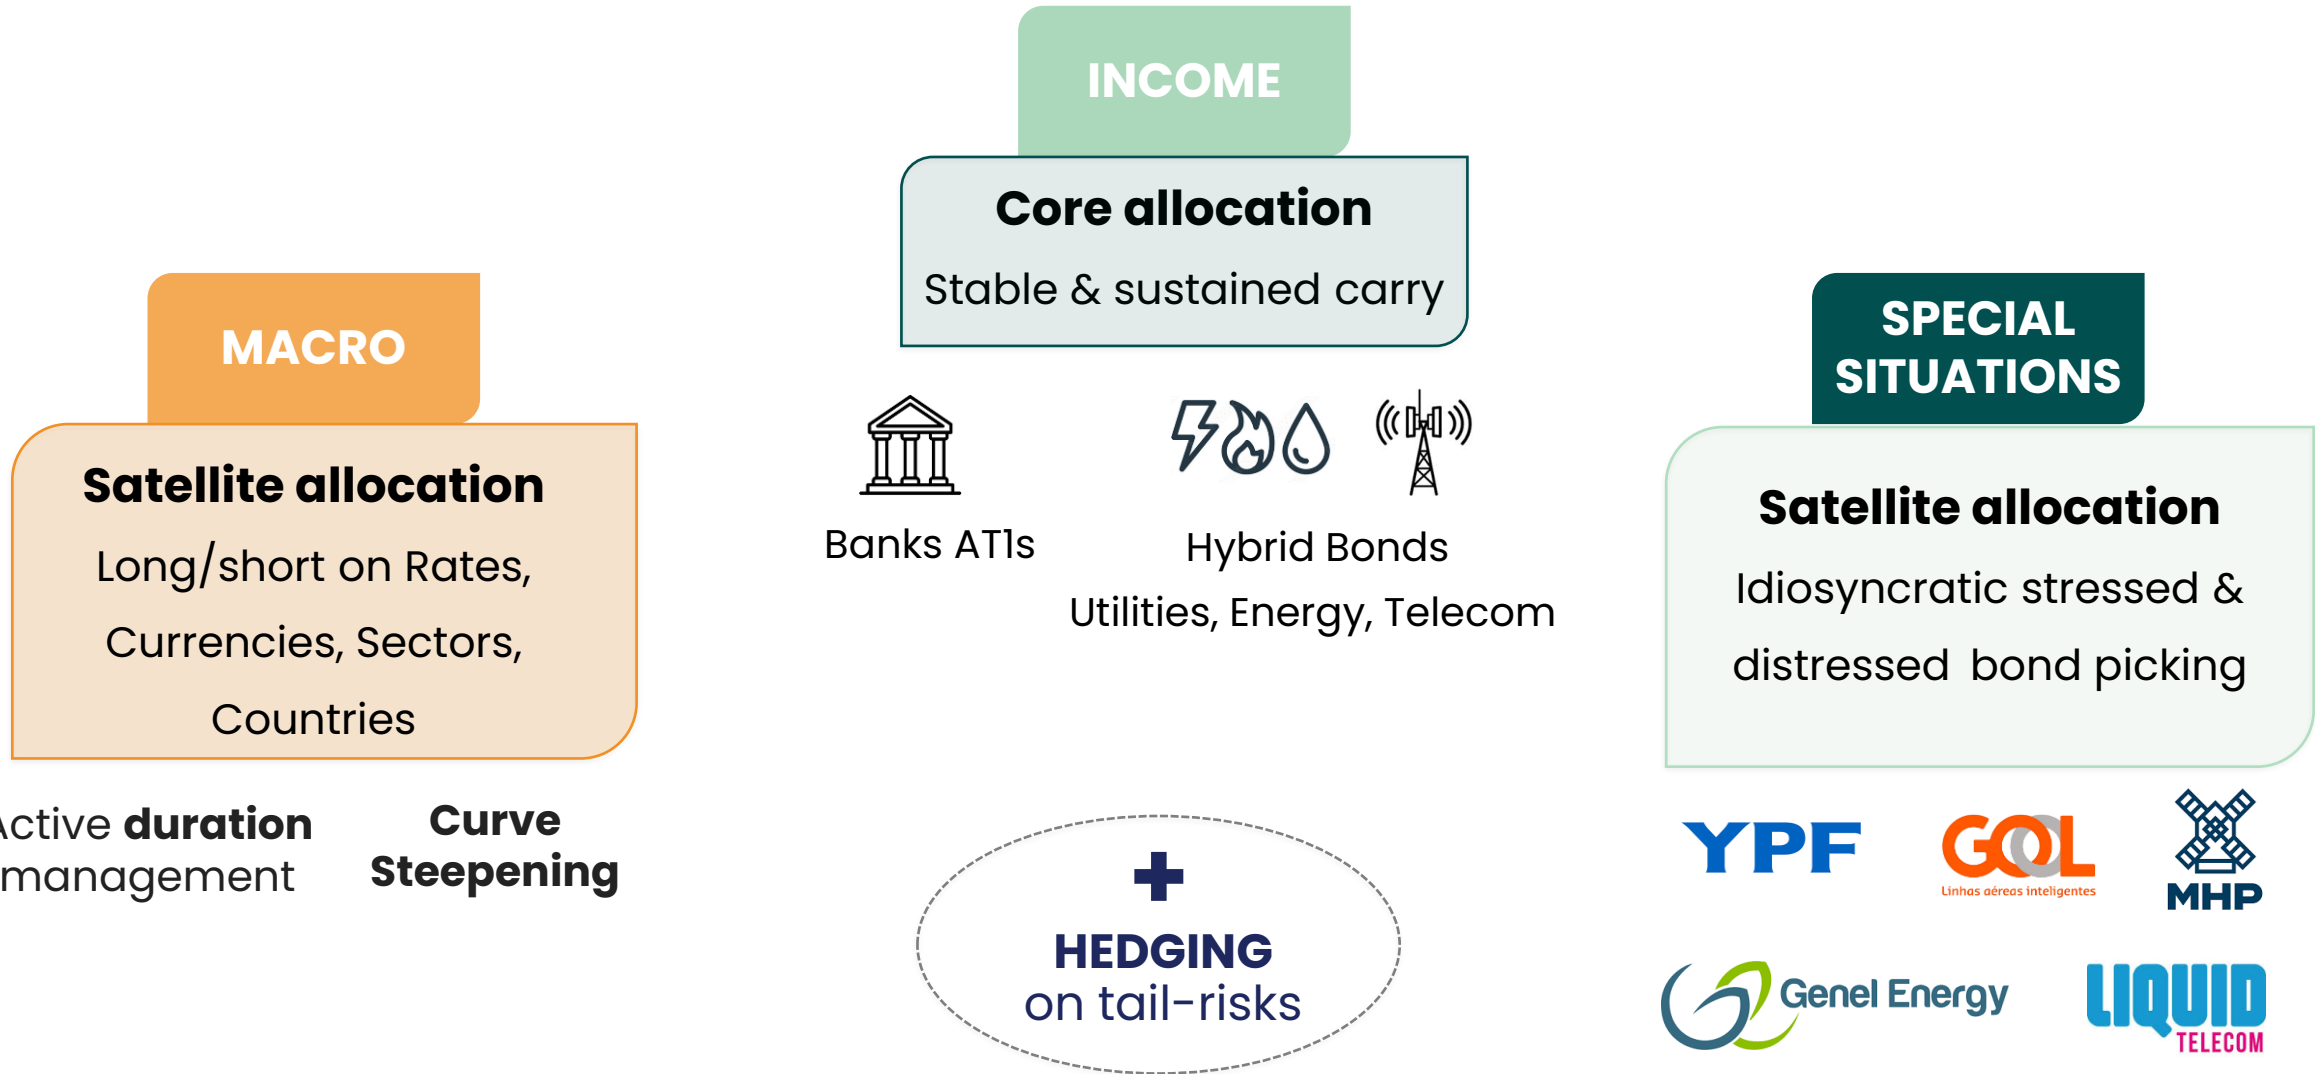 INCOME
Core allocation
Stable & sustained carry
Banks AT1s
Hybrid Bonds
Utilities, Energy, Telecom
MACRO
Satellite allocation
Long/short on Rates,
Currencies, Sectors,
Countries
Active duration
management
Curve
Steepening
+
HEDGING
on tail-risks
SPECIAL
SITUATIONS
Satellite allocation
Idiosyncratic stressed &
distressed bond picking
YPF
GOL
Linhas aéreas inteligentes
MHP
Genel Energy
LIQUID
TELECOM